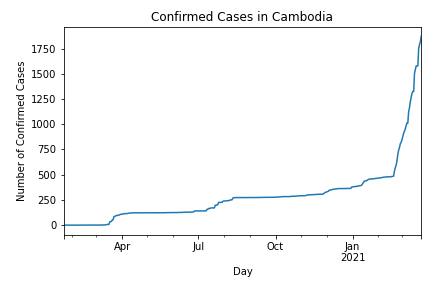 Confirmed Cases in Cambodia
Number of Confirmed Cases
1750
1500
1250
1000
750
500
250
0
Apr
Jul
Oct
Jan
2021
Day